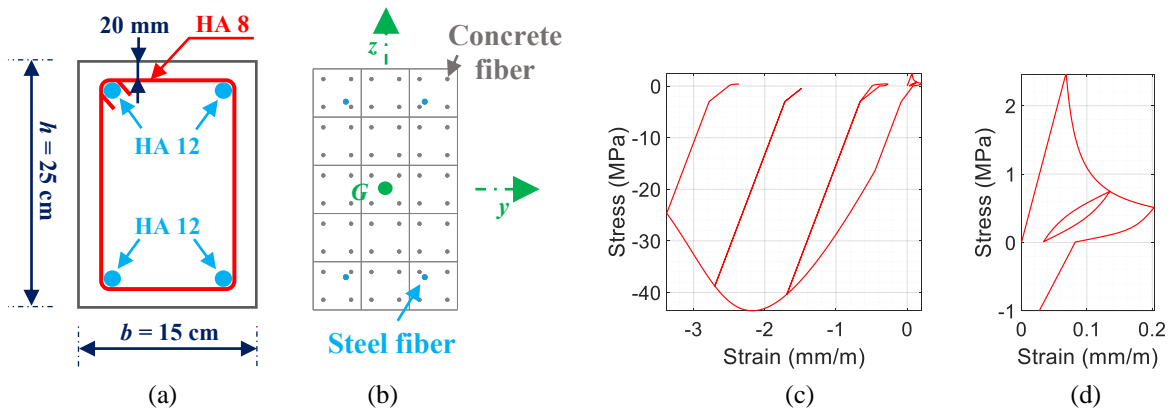 20 mm
HA 8
HA 12
h = 25 cm
HA 12
b = 15 cm
(a)
z
Concrete
fiber
G
y
Steel fiber
(b)
Stress (MPa)
0
-10
-20
-30
-40
-3
-2
-1
0
Strain (mm/m)
(c)
Stress (MPa)
2
1
0
-1
0
0.1
0.2
Strain (mm/m)
(d)